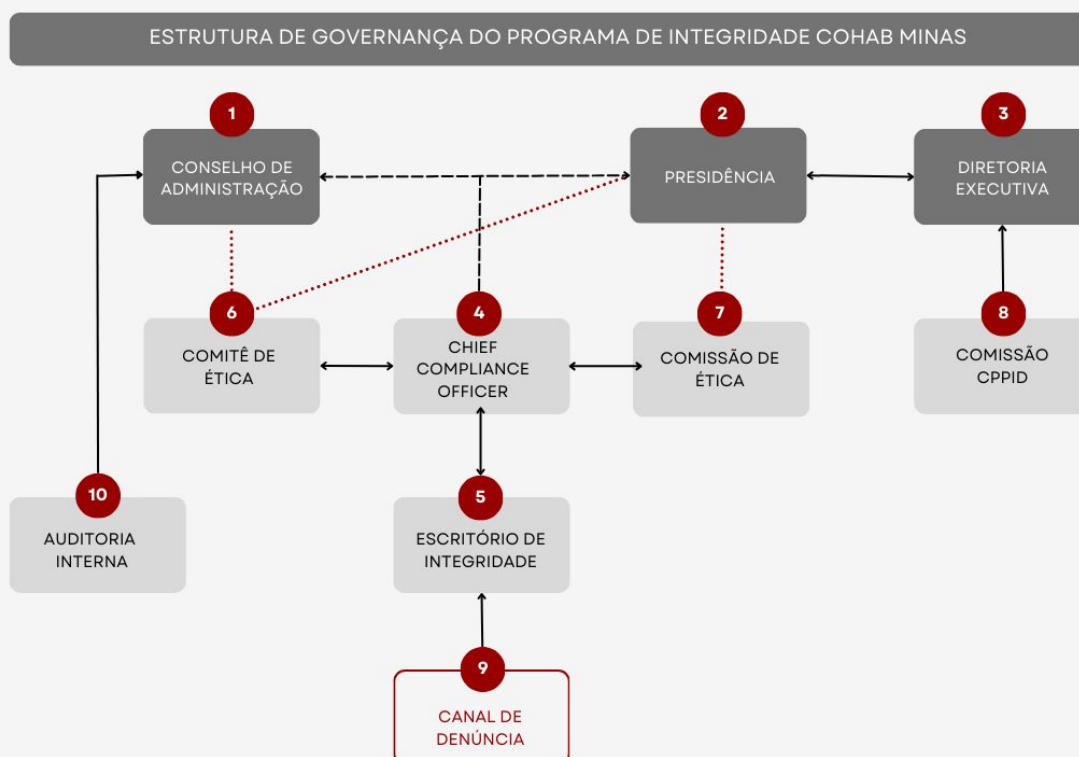 ESTRUTURA DE GOVERNANÇA DO PROGRAMA DE INTEGRIDADE COHAB MINAS
1
CONSELHO DE
ADMINISTRAÇÃO
2
PRESIDÊNCIA
3
DIRETORIA
EXECUTIVA
6
COMITÊ DE
ÉTICA
4
CHIEF
COMPLIANCE
OFFICER
7
COMISSÃO DE
ÉTICA
8
COMISSÃO
CPPID
10
AUDITORIA
INTERNA
5
ESCRITÓRIO DE
INTEGRIDADE
9
CANAL DE
DENÚNCIA